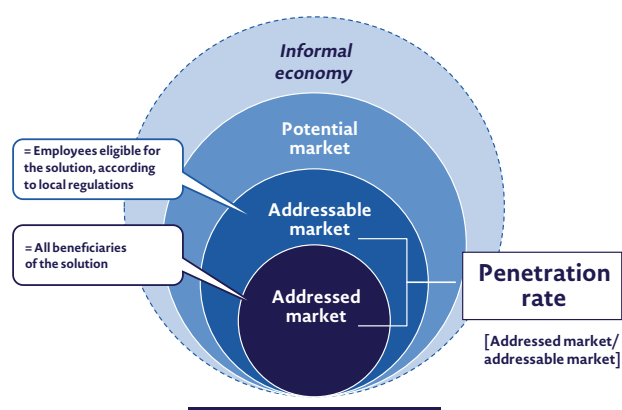 Informal
economy
Potential
market
= Employees eligible for
the solution, according
to local regulations
Addressable
market
= All beneficiaries
of the solution
Addressed
market
Penetration
rate
[Addressed market/
addressable market]